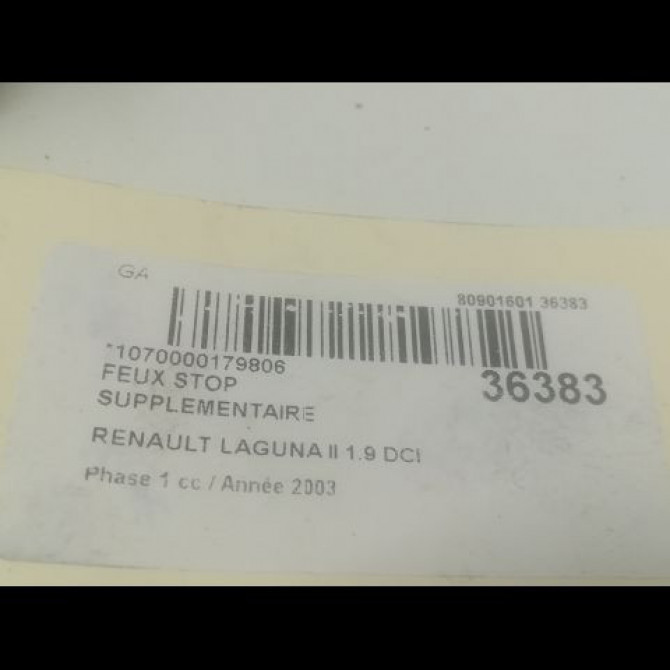 GA
80901601 36383
*1070000179806
36383
FEUX STOP
SUPPLEMENTAIRE
RENAULT LAGUNA II 1.9 DCI
Phase 1 cc / Année 2003